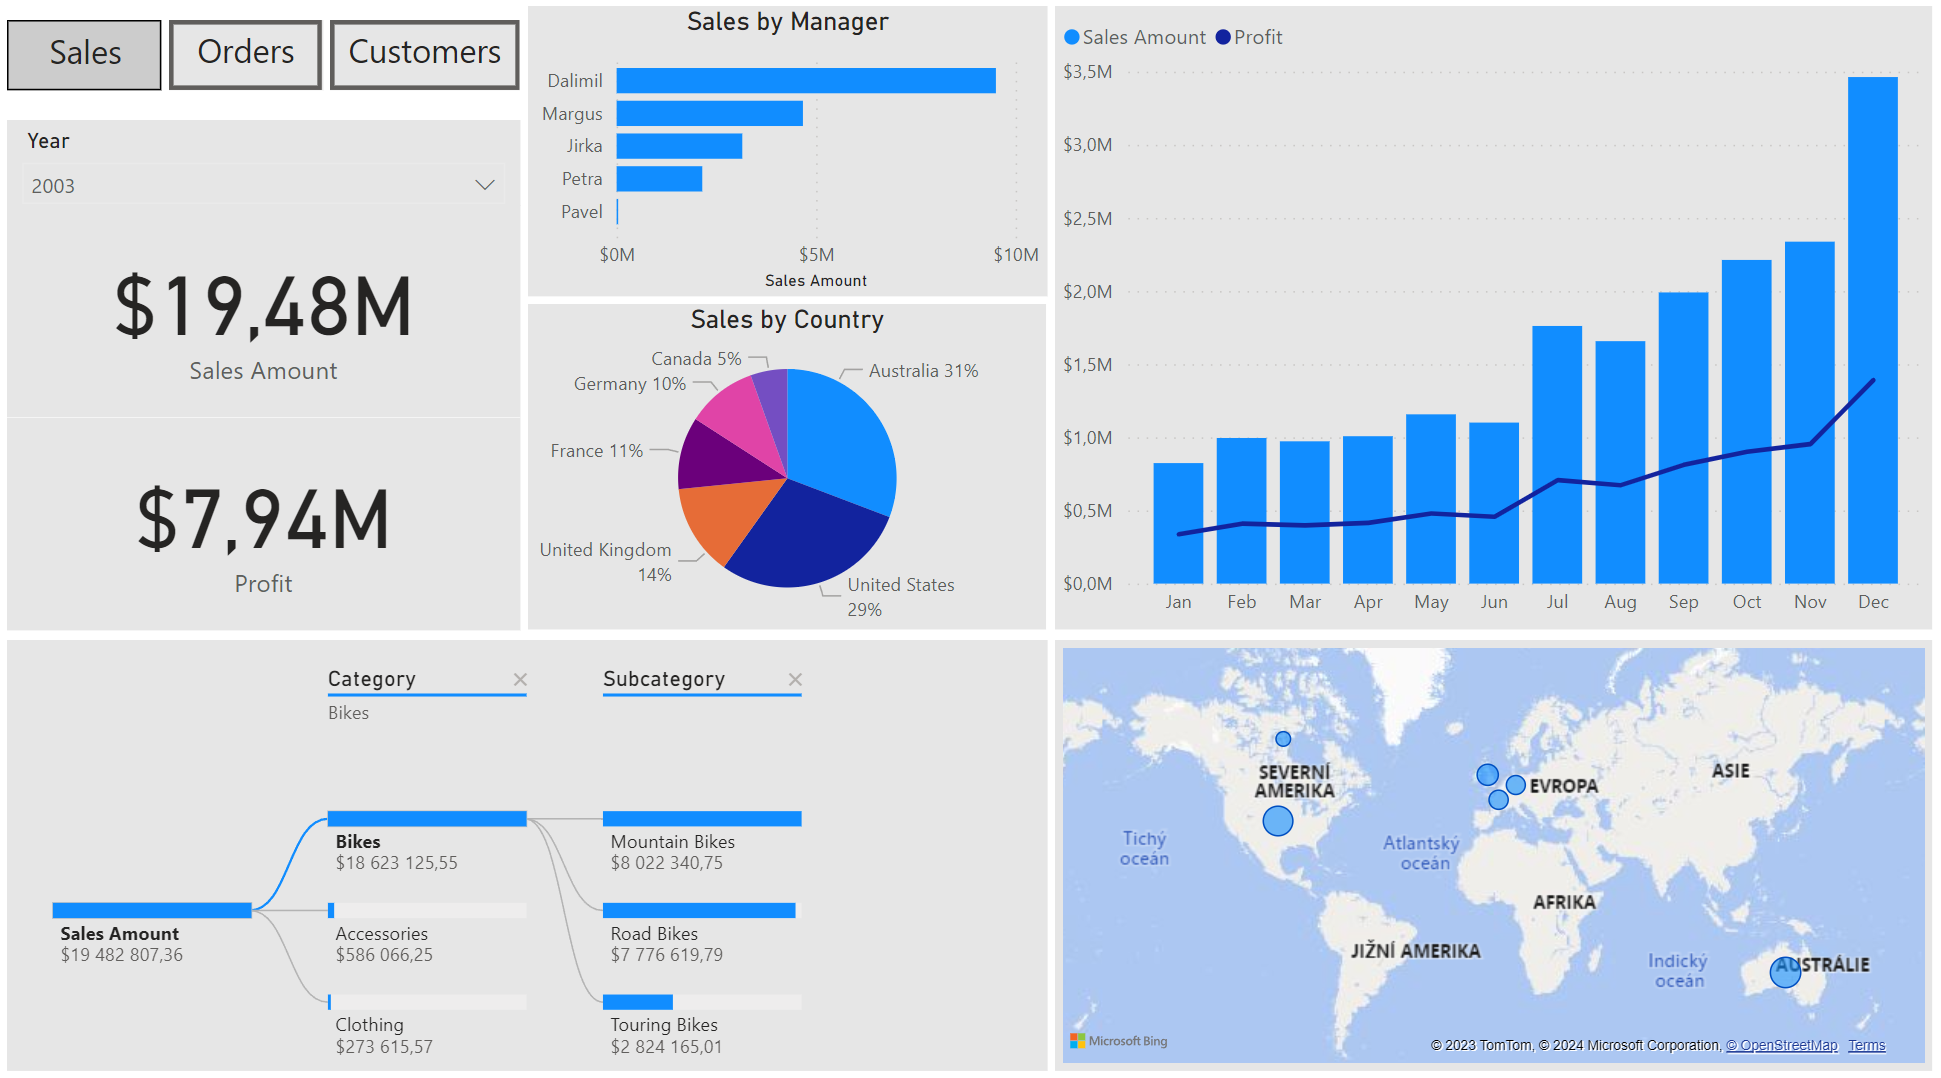 Sales
Orders
Customers
Year
2003
$19,48M
Sales Amount
$7,94M
Profit
Sales by Manager
Dalimil
Margus
Jirka
Petra
Pavel
$0M
$5M
$10M
Sales Amount
Sales by Country
Canada 5%
Germany 10%
France 11%
United Kingdom
14%
Australia 31%
United States
29%
Sales Amount
Profit
$3,5M
$3,0M
$2,5M
$2,0M
$1,5M
$1,0M
$0,5M
$0,0M
Jan
Feb
Mar
Apr
May
Jun
Jul
Aug
Sep
Oct
Nov
Dec
Category
Bikes
Subcategory
Sales Amount
$19 482 807,36
Bikes
$18 623 125,55
Accessories
$586 066,25
Clothing
$273 615,57
Mountain Bikes
$8 022 340,75
Road Bikes
$7 776 619,79
Touring Bikes
$2 824 165,01
SEVERNÍ
AMERIKA
EVROPA
ASIE
Tichý
oceán
Atlantský
oceán
AFRIKA
JIŽNÍ AMERIKA
Indický
oceán
AUSTRÁLIE
Microsoft Bing
© 2023 TomTom, © 2024 Microsoft Corporation, © OpenStreetMap Terms